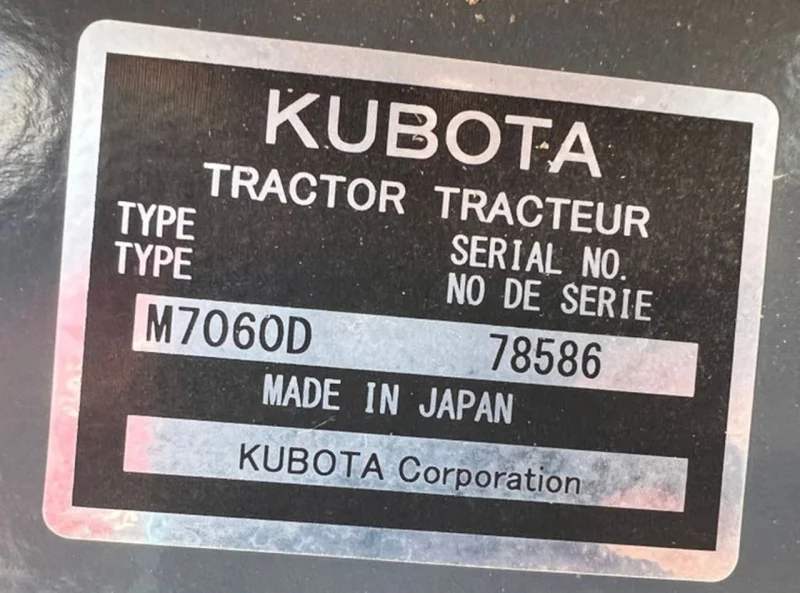 KUBOTA
TRACTOR TRACTEUR
TYPE SERIAL NO.
TYPE NO DE SERIE
M7060D 78586
MADE IN JAPAN
KUBOTA Corporation